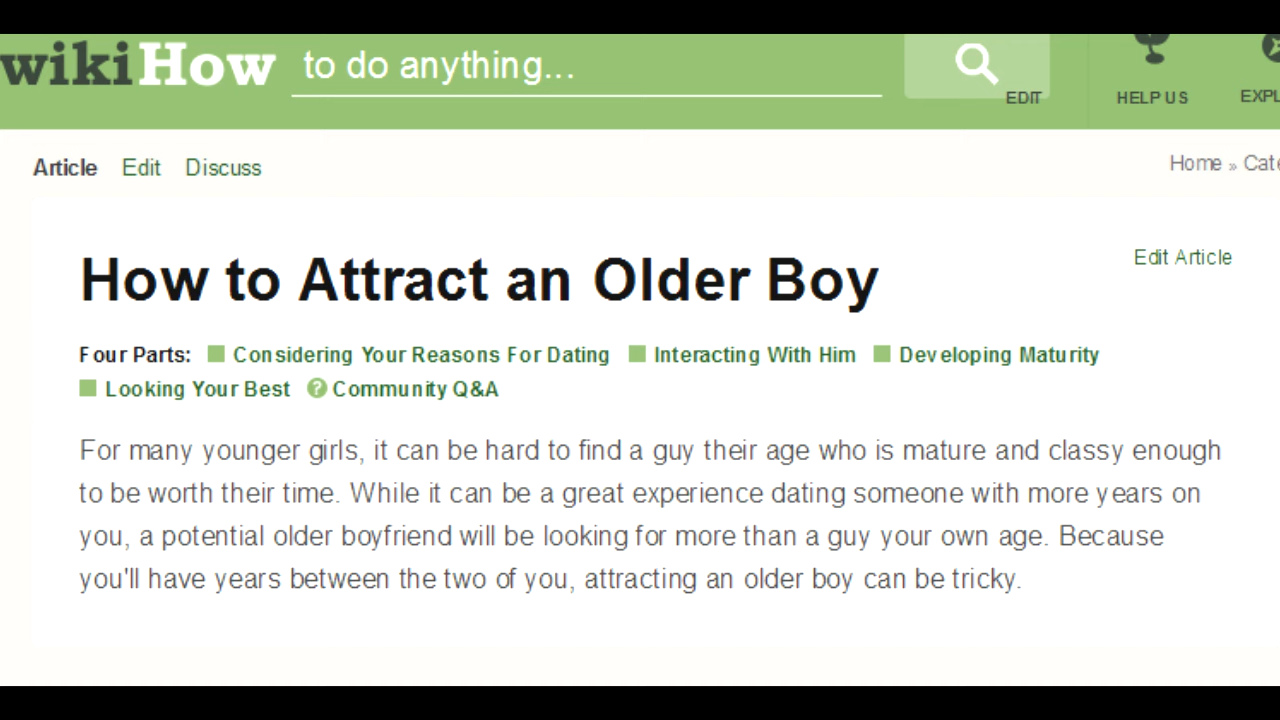 wikiHow to do anything...
EDIT HELP US
Article Edit Discuss Home »
How to Attract an Older Boy
Edit Article
Four Parts: Considering Your Reasons For Dating Interacting With Him Developing Maturity
Looking Your Best ? Community Q&A
For many younger girls, it can be hard to find a guy their age who is mature and classy enough
to be worth their time. While it can be a great experience dating someone with more years on
you, a potential older boyfriend will be looking for more than a guy your own age. Because
you'll have years between the two of you, attracting an older boy can be tricky.